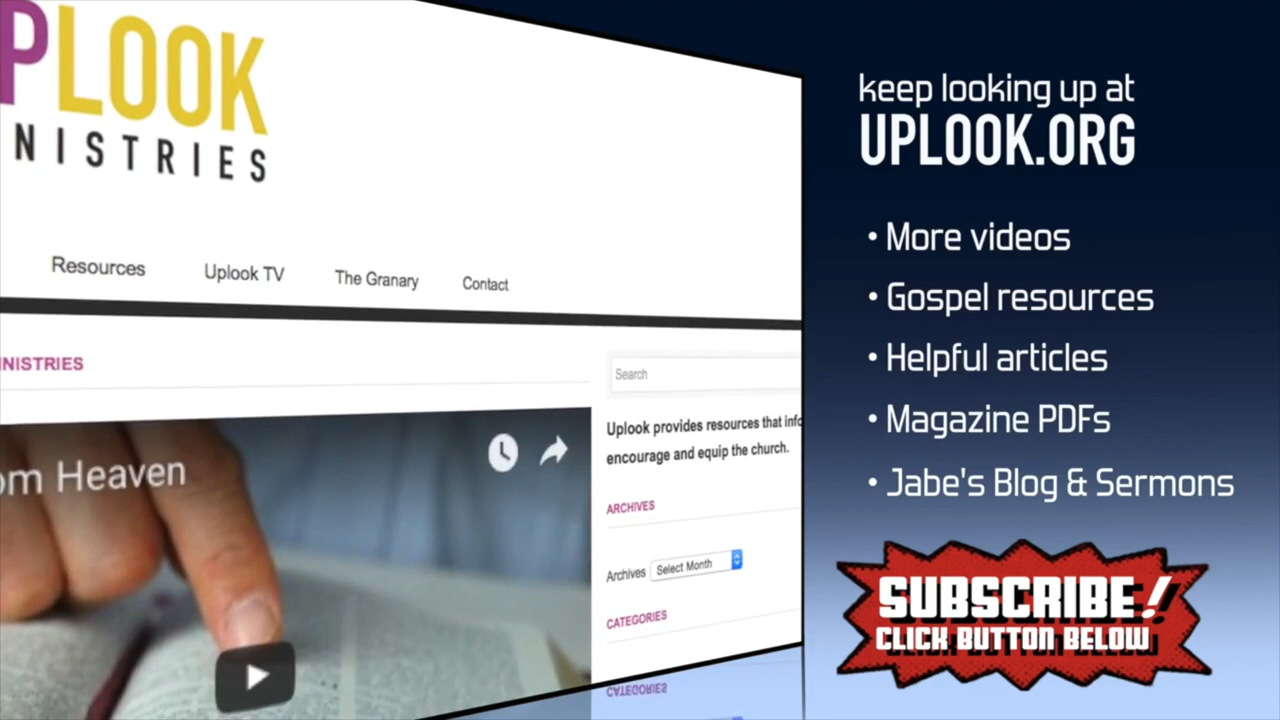 PLOOK
NISTRIES
Resources Uplook TV The Granary Contact
INISTRIES
Search
om Heaven
Uplook provides resources that info
encourage and equip the church.
ARCHIVES
Archives Select Month
CATEGORIES
CATEGORIES
keep looking up at
UPLOOK.ORG
• More videos
• Gospel resources
• Helpful articles
• Magazine PDFs
• Jabe's Blog & Sermons
SUBSCRIBE!
CLICK BUTTON BELOW